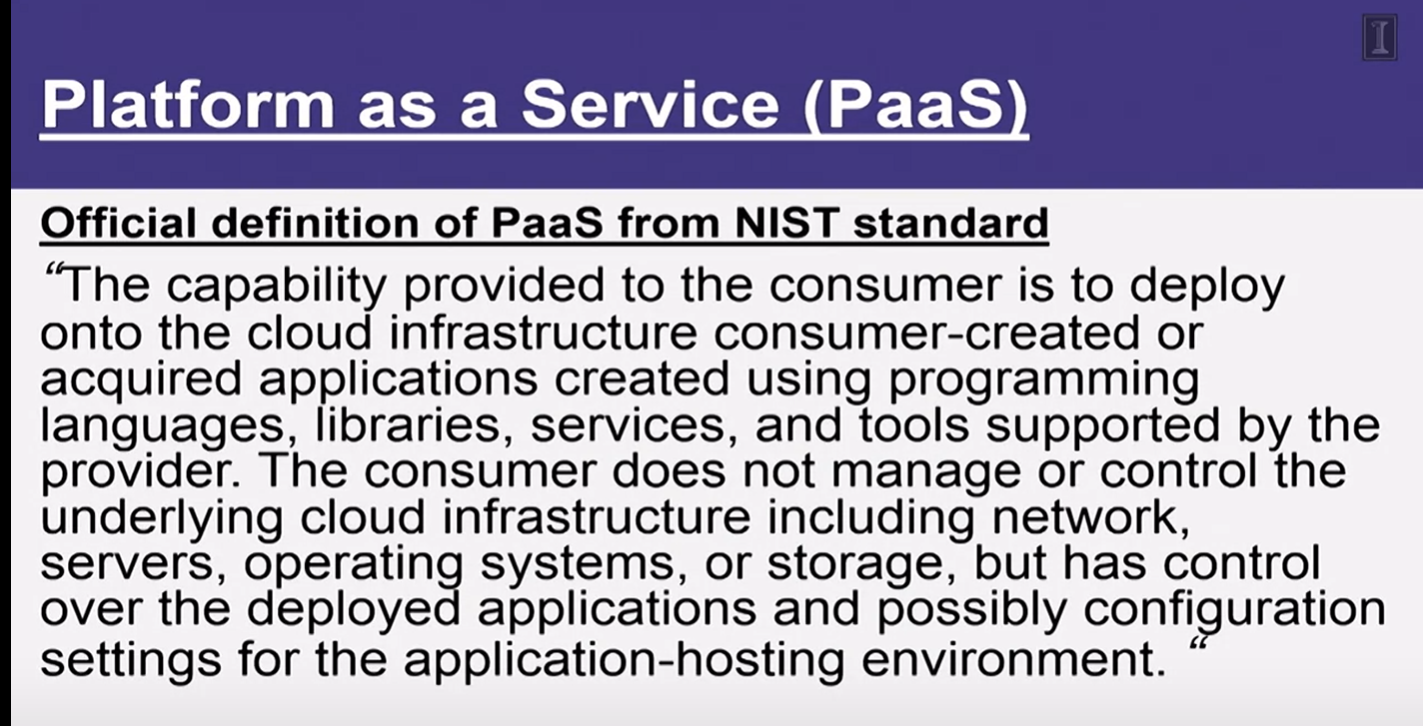 I
Platform as a Service (PaaS)
Official definition of PaaS from NIST standard
“The capability provided to the consumer is to deploy
onto the cloud infrastructure consumer-created or
acquired applications created using programming
languages, libraries, services, and tools supported by the
provider. The consumer does not manage or control the
underlying cloud infrastructure including network,
servers, operating systems, or storage, but has control
over the deployed applications and possibly configuration
settings for the application-hosting environment. “